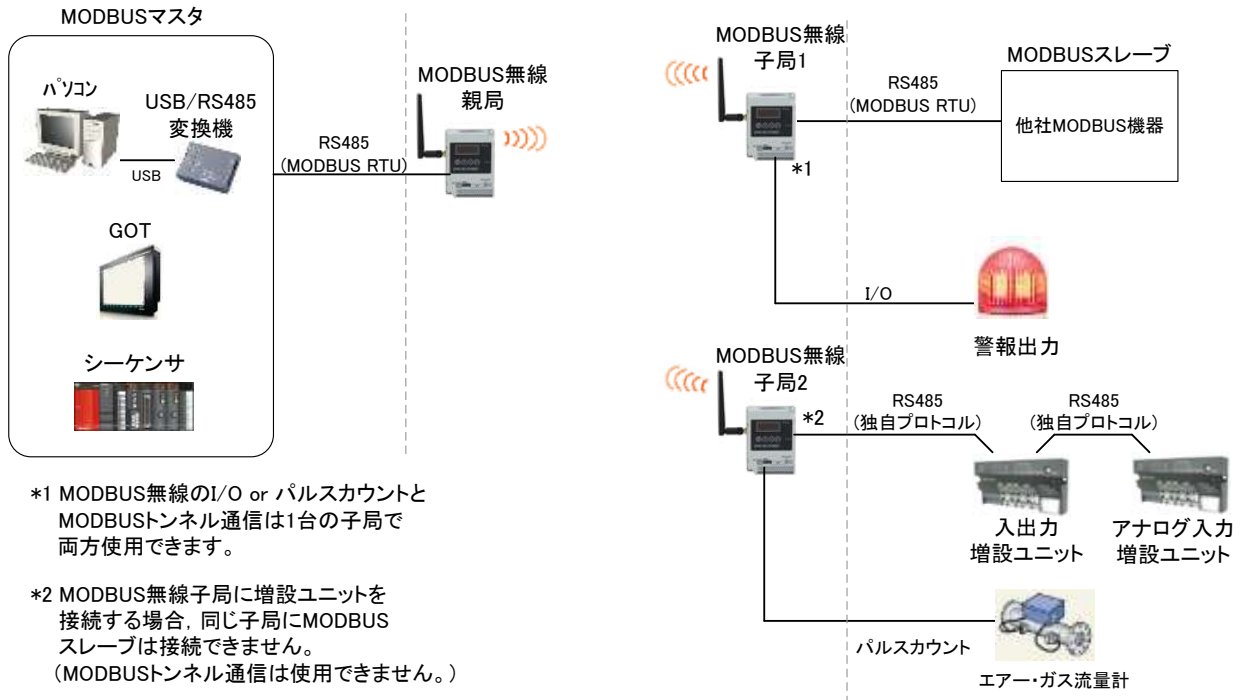 MODBUSマスタ
パソコン
USB/RS485
変換機
USB
GOT
シーケンサ
RS485
(MODBUS RTU)
MODBUS無線
親局
MODBUS無線
子局1
*1
RS485
(MODBUS RTU)
MODBUSスレーブ
他社MODBUS機器
I/O
警報出力
MODBUS無線
子局2
*2
RS485
(独自プロトコル)
RS485
(独自プロトコル)
入出力
増設ユニット
アナログ入力
増設ユニット
パルスカウント
エアー・ガス流量計
*1 MODBUS無線のI/O or パルスカウントと
MODBUSトンネル通信は1台の子局で
両方使用できます。
*2 MODBUS無線子局に増設ユニットを
接続する場合, 同じ子局にMODBUS
スレーブは接続できません。
(MODBUSトンネル通信は使用できません。)